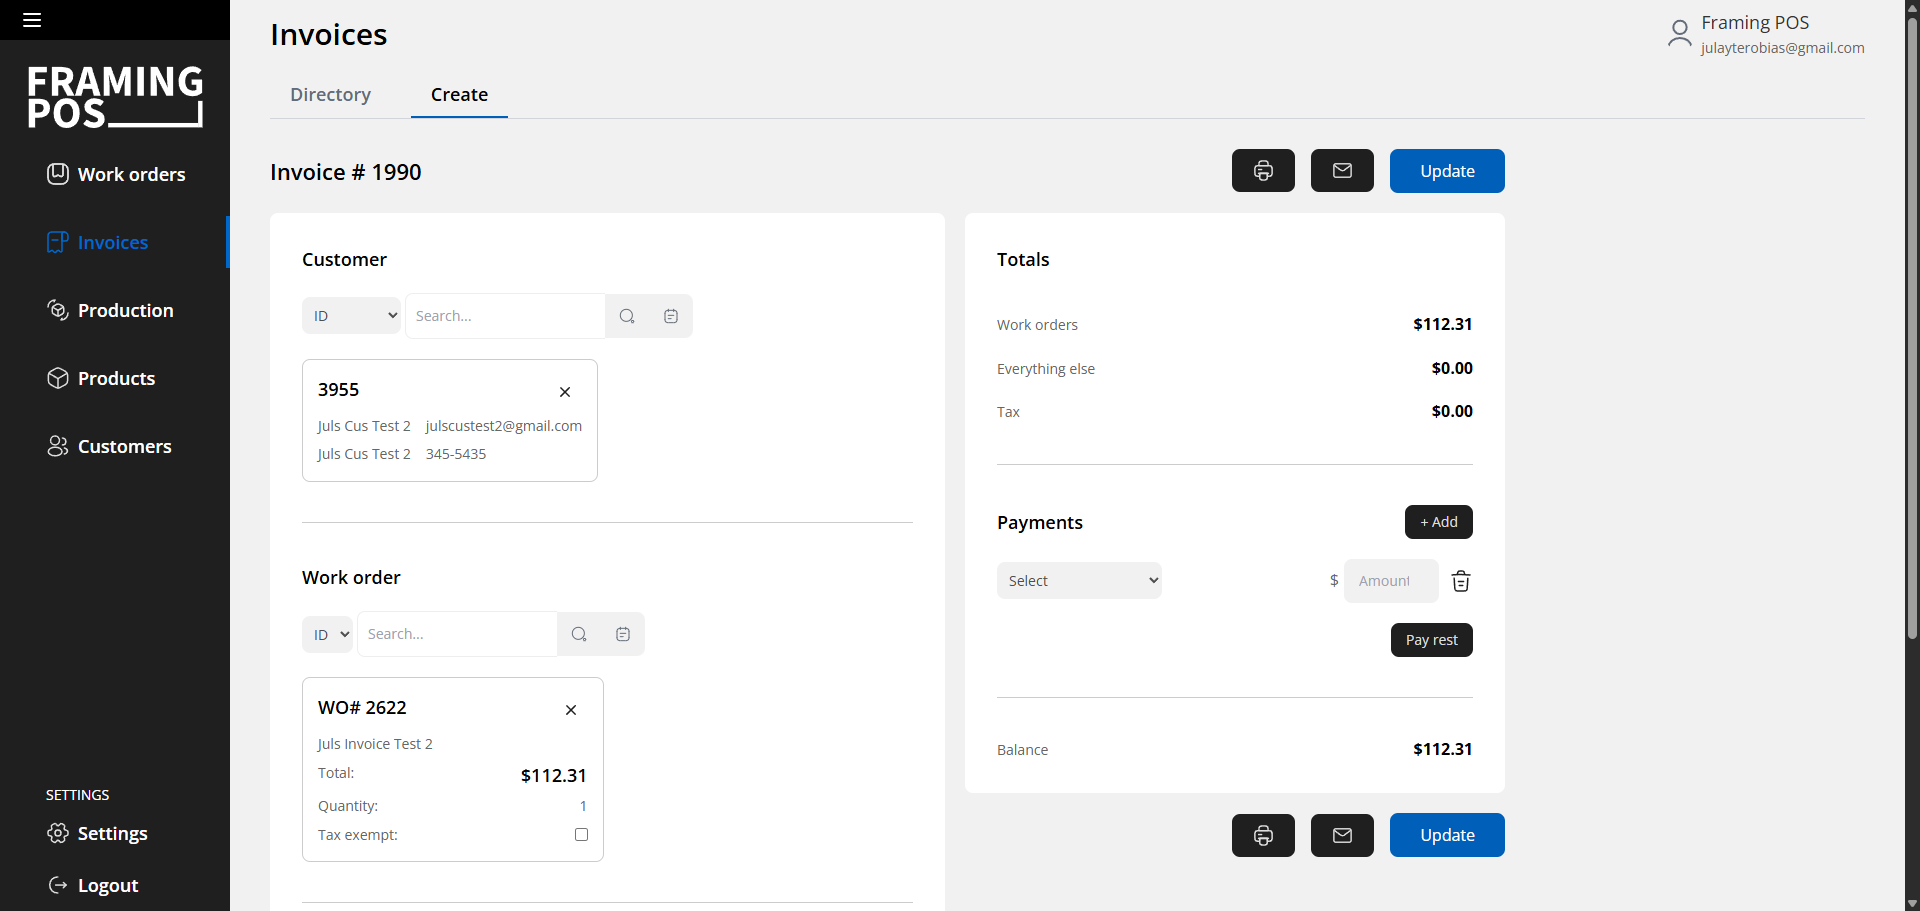 FRAMING
POS
Work orders
Invoices
Production
Products
Customers
SETTINGS
Settings
Logout
Invoices
Framing POS
julayterobias@gmail.com
Directory
Create
Invoice # 1990
Update
Customer
ID
Search...
3955
Juls Cus Test 2 julscustest2@gmail.com
Juls Cus Test 2 345-5435
Work order
ID
Search...
WO# 2622
Juls Invoice Test 2
Total: $112.31
Quantity: 1
Tax exempt:
Totals
Work orders $112.31
Everything else $0.00
Tax $0.00
Payments
+ Add
Select
$ Amount
Pay rest
Balance $112.31
Update